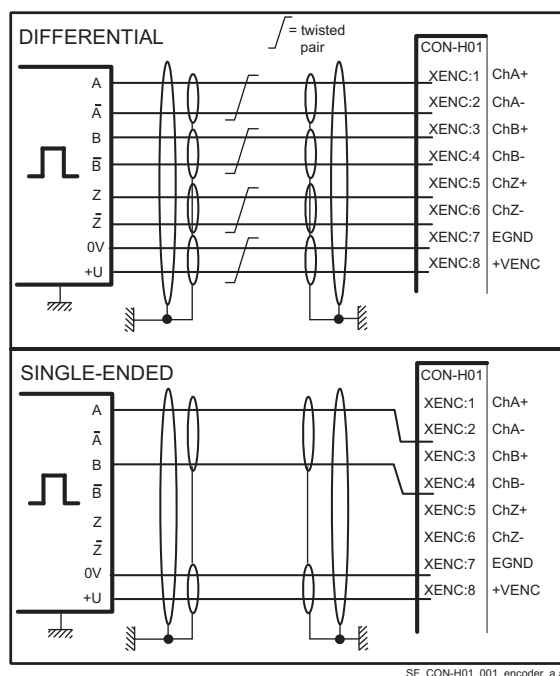 DIFFERENTIAL
= twisted
pair
CON-H01
A XENC:1 ChA+
A̅ XENC:2 ChA-
B XENC:3 ChB+
B̅ XENC:4 ChB-
Z XENC:5 ChZ+
Z̅ XENC:6 ChZ-
0V XENC:7 EGND
+U XENC:8 +VENC
SINGLE-ENDED
CON-H01
A XENC:1 ChA+
A̅ XENC:2 ChA-
B XENC:3 ChB+
B̅ XENC:4 ChB-
Z XENC:5 ChZ+
Z̅ XENC:6 ChZ-
0V XENC:7 EGND
+U XENC:8 +VENC